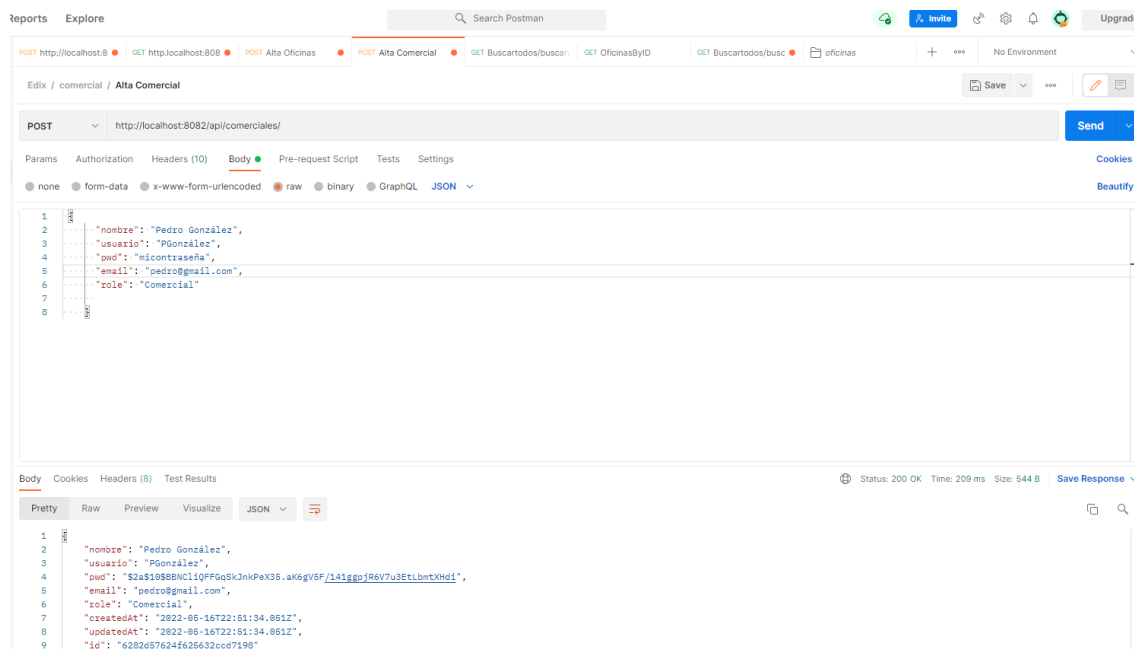 Reports Explore Search Postman Invite Upgrad
POST http://localhost:8 GET http.localhost:808 POST Alta Oficinas POST Alta Comercial GET Buscartodos/buscar GET OficinasByID GET Buscartodos/busc oficinas + ooo No Environment
Edix / comercial / Alta Comercial Save ooo
POST http://localhost:8082/api/comerciales/ Send
Params Authorization Headers (10) Body Pre-request Script Tests Settings Cookies
none form-data x-www-form-urlencoded raw binary GraphQL JSON Beautify
1 {
2 "nombre": "Pedro González",
3 "usuario": "PGonzález",
4 "pwd": "micontraseña",
5 "email": "pedro@gmail.com",
6 "role": "Comercial"
7
8 }
Body Cookies Headers (8) Test Results Status: 200 OK Time: 209 ms Size: 544 B Save Response
Pretty Raw Preview Visualize JSON
1 {
2 "nombre": "Pedro González",
3 "usuario": "PGonzález",
4 "pwd": "$2a$10$BBNCliQFFGqSkJnkPeX35.aK6gV5F/141ggpjR6V7u3EtLbmtXHdi",
5 "email": "pedro@gmail.com",
6 "role": "Comercial",
7 "createdAt": "2022-05-16T22:51:34.051Z",
8 "updatedAt": "2022-05-16T22:51:34.051Z",
9 "id": "6282d57624f625632ccd7198"